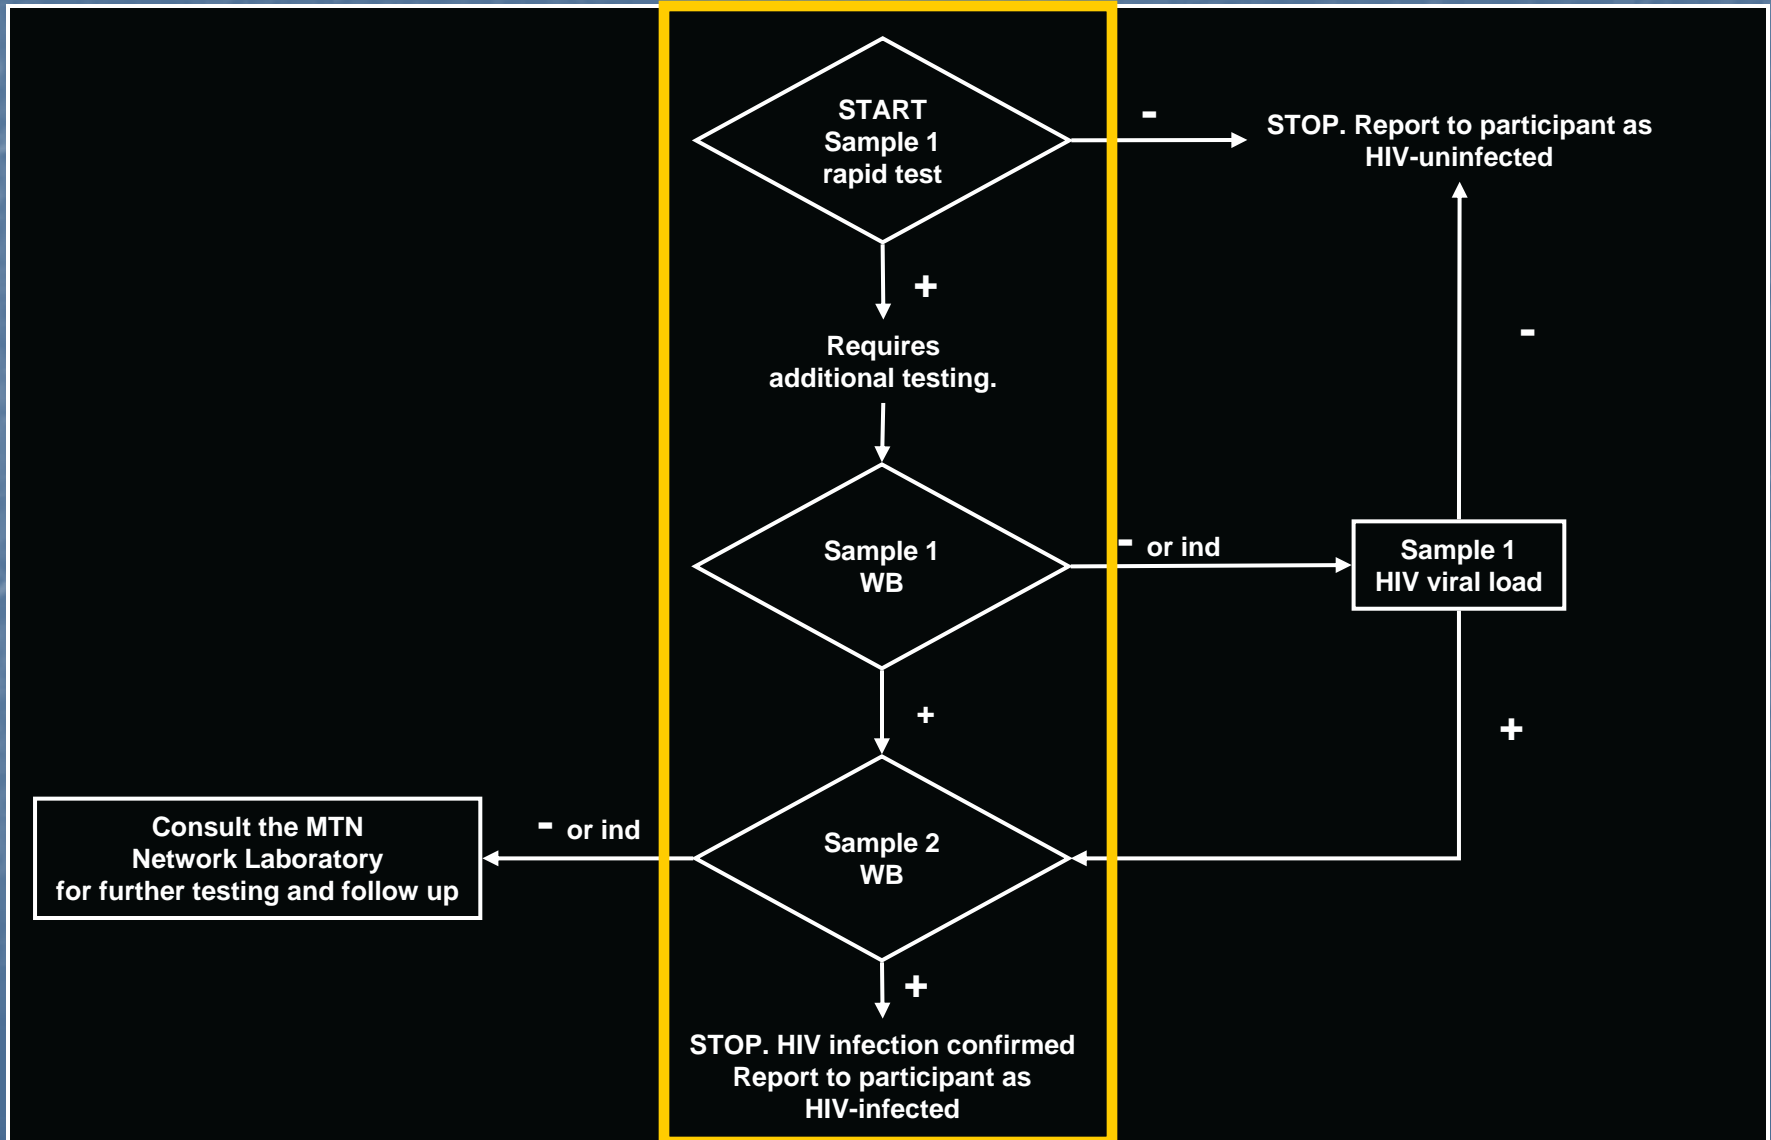 START
Sample 1
rapid test
-
STOP. Report to participant as
HIV-uninfected
+
Requires
additional testing.
-
Sample 1
WB
- or ind
Sample 1
HIV viral load
+
+
Consult the MTN
Network Laboratory
for further testing and follow up
- or ind
Sample 2
WB
+
STOP. HIV infection confirmed
Report to participant as
HIV-infected